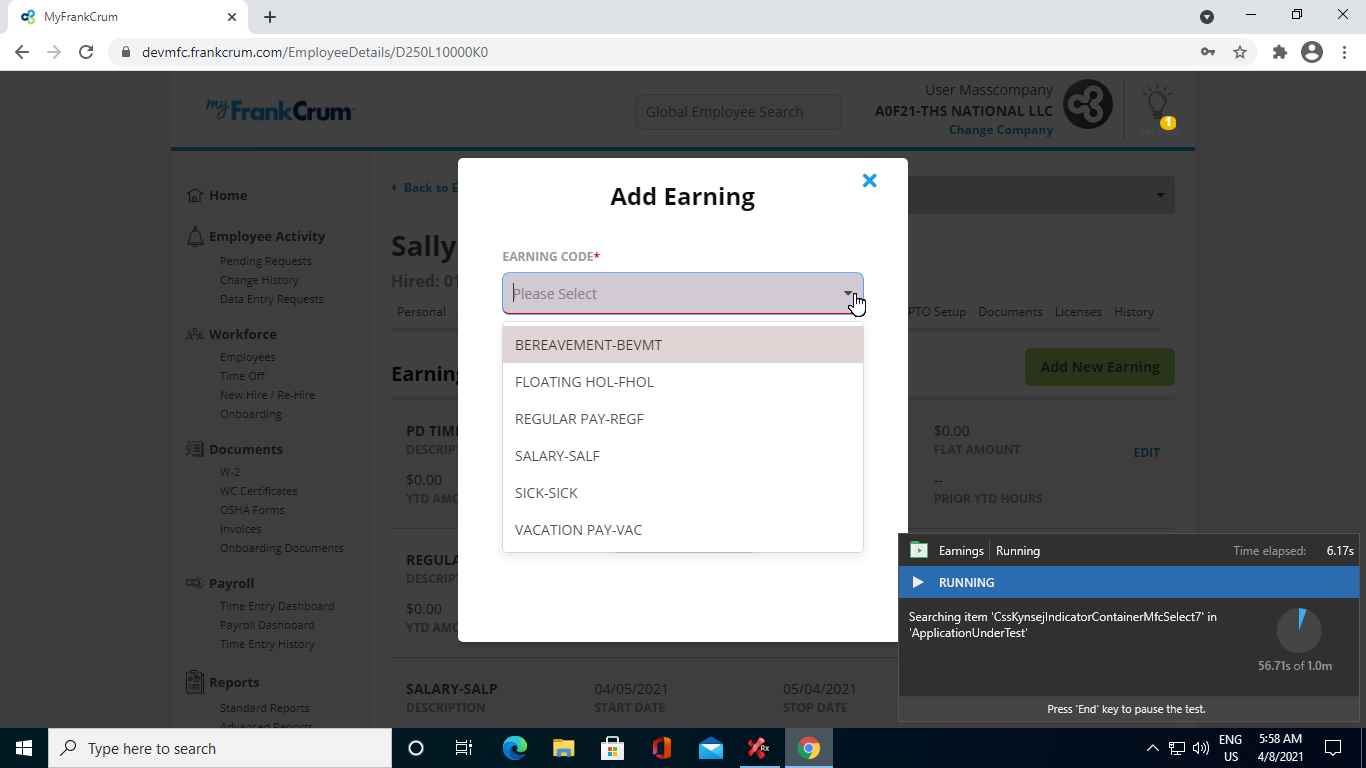 MyFrankCrum
devmfc.frankcrum.com/EmployeeDetails/D250L10000K0
my FrankCrum
Global Employee Search
User Masscompany
A0F21-THS NATIONAL LLC
Change Company
1
Home
Employee Activity
Pending Requests
Change History
Data Entry Requests
Workforce
Employees
Time Off
New Hire / Re-Hire
Onboarding
Documents
W-2
WC Certificates
OSHA Forms
Invoices
Onboarding Documents
Payroll
Time Entry Dashboard
Payroll Dashboard
Time Entry History
Reports
Standard Reports
Advanced Reports
Back to E
Sally
Hired: 01
Personal
PTO Setup Documents Licenses History
Earning
Add New Earning
PD TIM
DESCRIP
$0.00
YTD AMO
$0.00
FLAT AMOUNT
EDIT
--
PRIOR YTD HOURS
REGULA
DESCRIP
$0.00
YTD AMO
SALARY-SALP
DESCRIPTION
04/05/2021
START DATE
05/04/2021
STOP DATE
Add Earning
EARNING CODE*
Please Select
BEREAVEMENT-BEVMT
FLOATING HOL-FHOL
REGULAR PAY-REGF
SALARY-SALF
SICK-SICK
VACATION PAY-VAC
Earnings Running Time elapsed: 6.17s
RUNNING
Searching item 'CssKynsejIndicatorContainerMfcSelect7' in
'ApplicationUnderTest'
56.71s of 1.0m
Press 'End' key to pause the test.
Type here to search
Rx
ENG
US
5:58 AM
4/8/2021